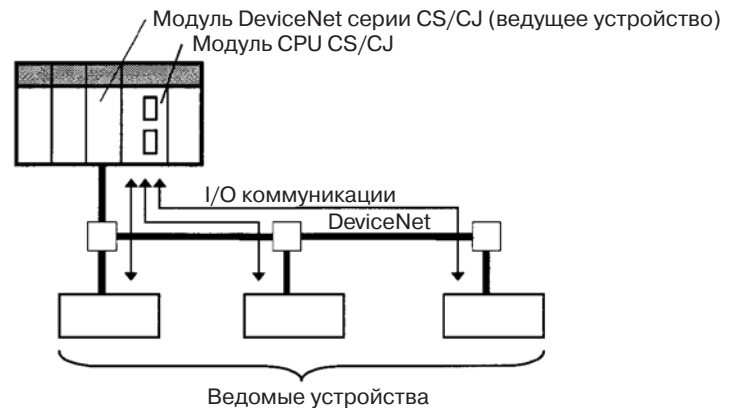 Модуль DeviceNet серии CS/CJ (ведущее устройство)
Модуль CPU CS/CJ
I/O коммуникации
DeviceNet
Ведомые устройства